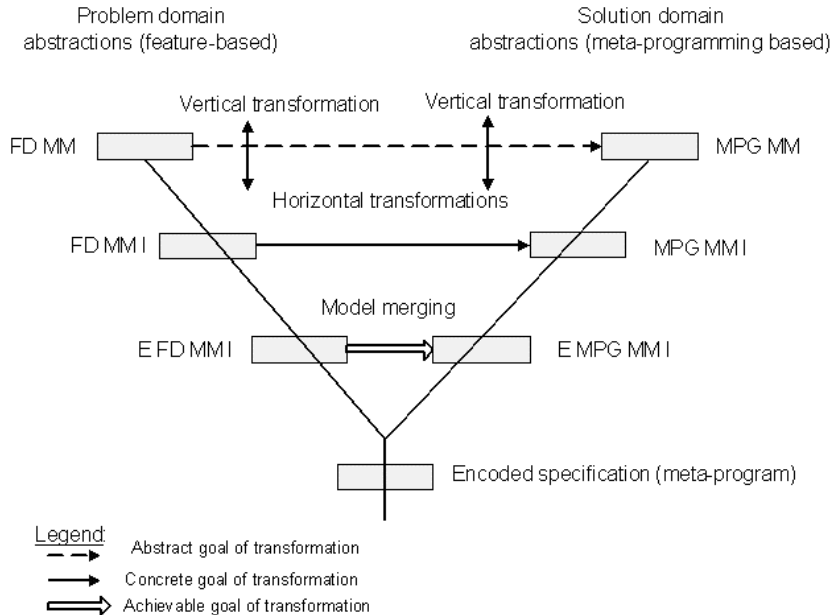 Problem domain
abstractions (feature-based)
Solution domain
abstractions (meta-programming based)
Vertical transformation
Vertical transformation
FD MM
MPG MM
Horizontal transformations
FD MM I
MPG MM I
Model merging
E FD MM I
E MPG MM I
Encoded specification (meta-program)
Legend:
Abstract goal of transformation
Concrete goal of transformation
Achievable goal of transformation